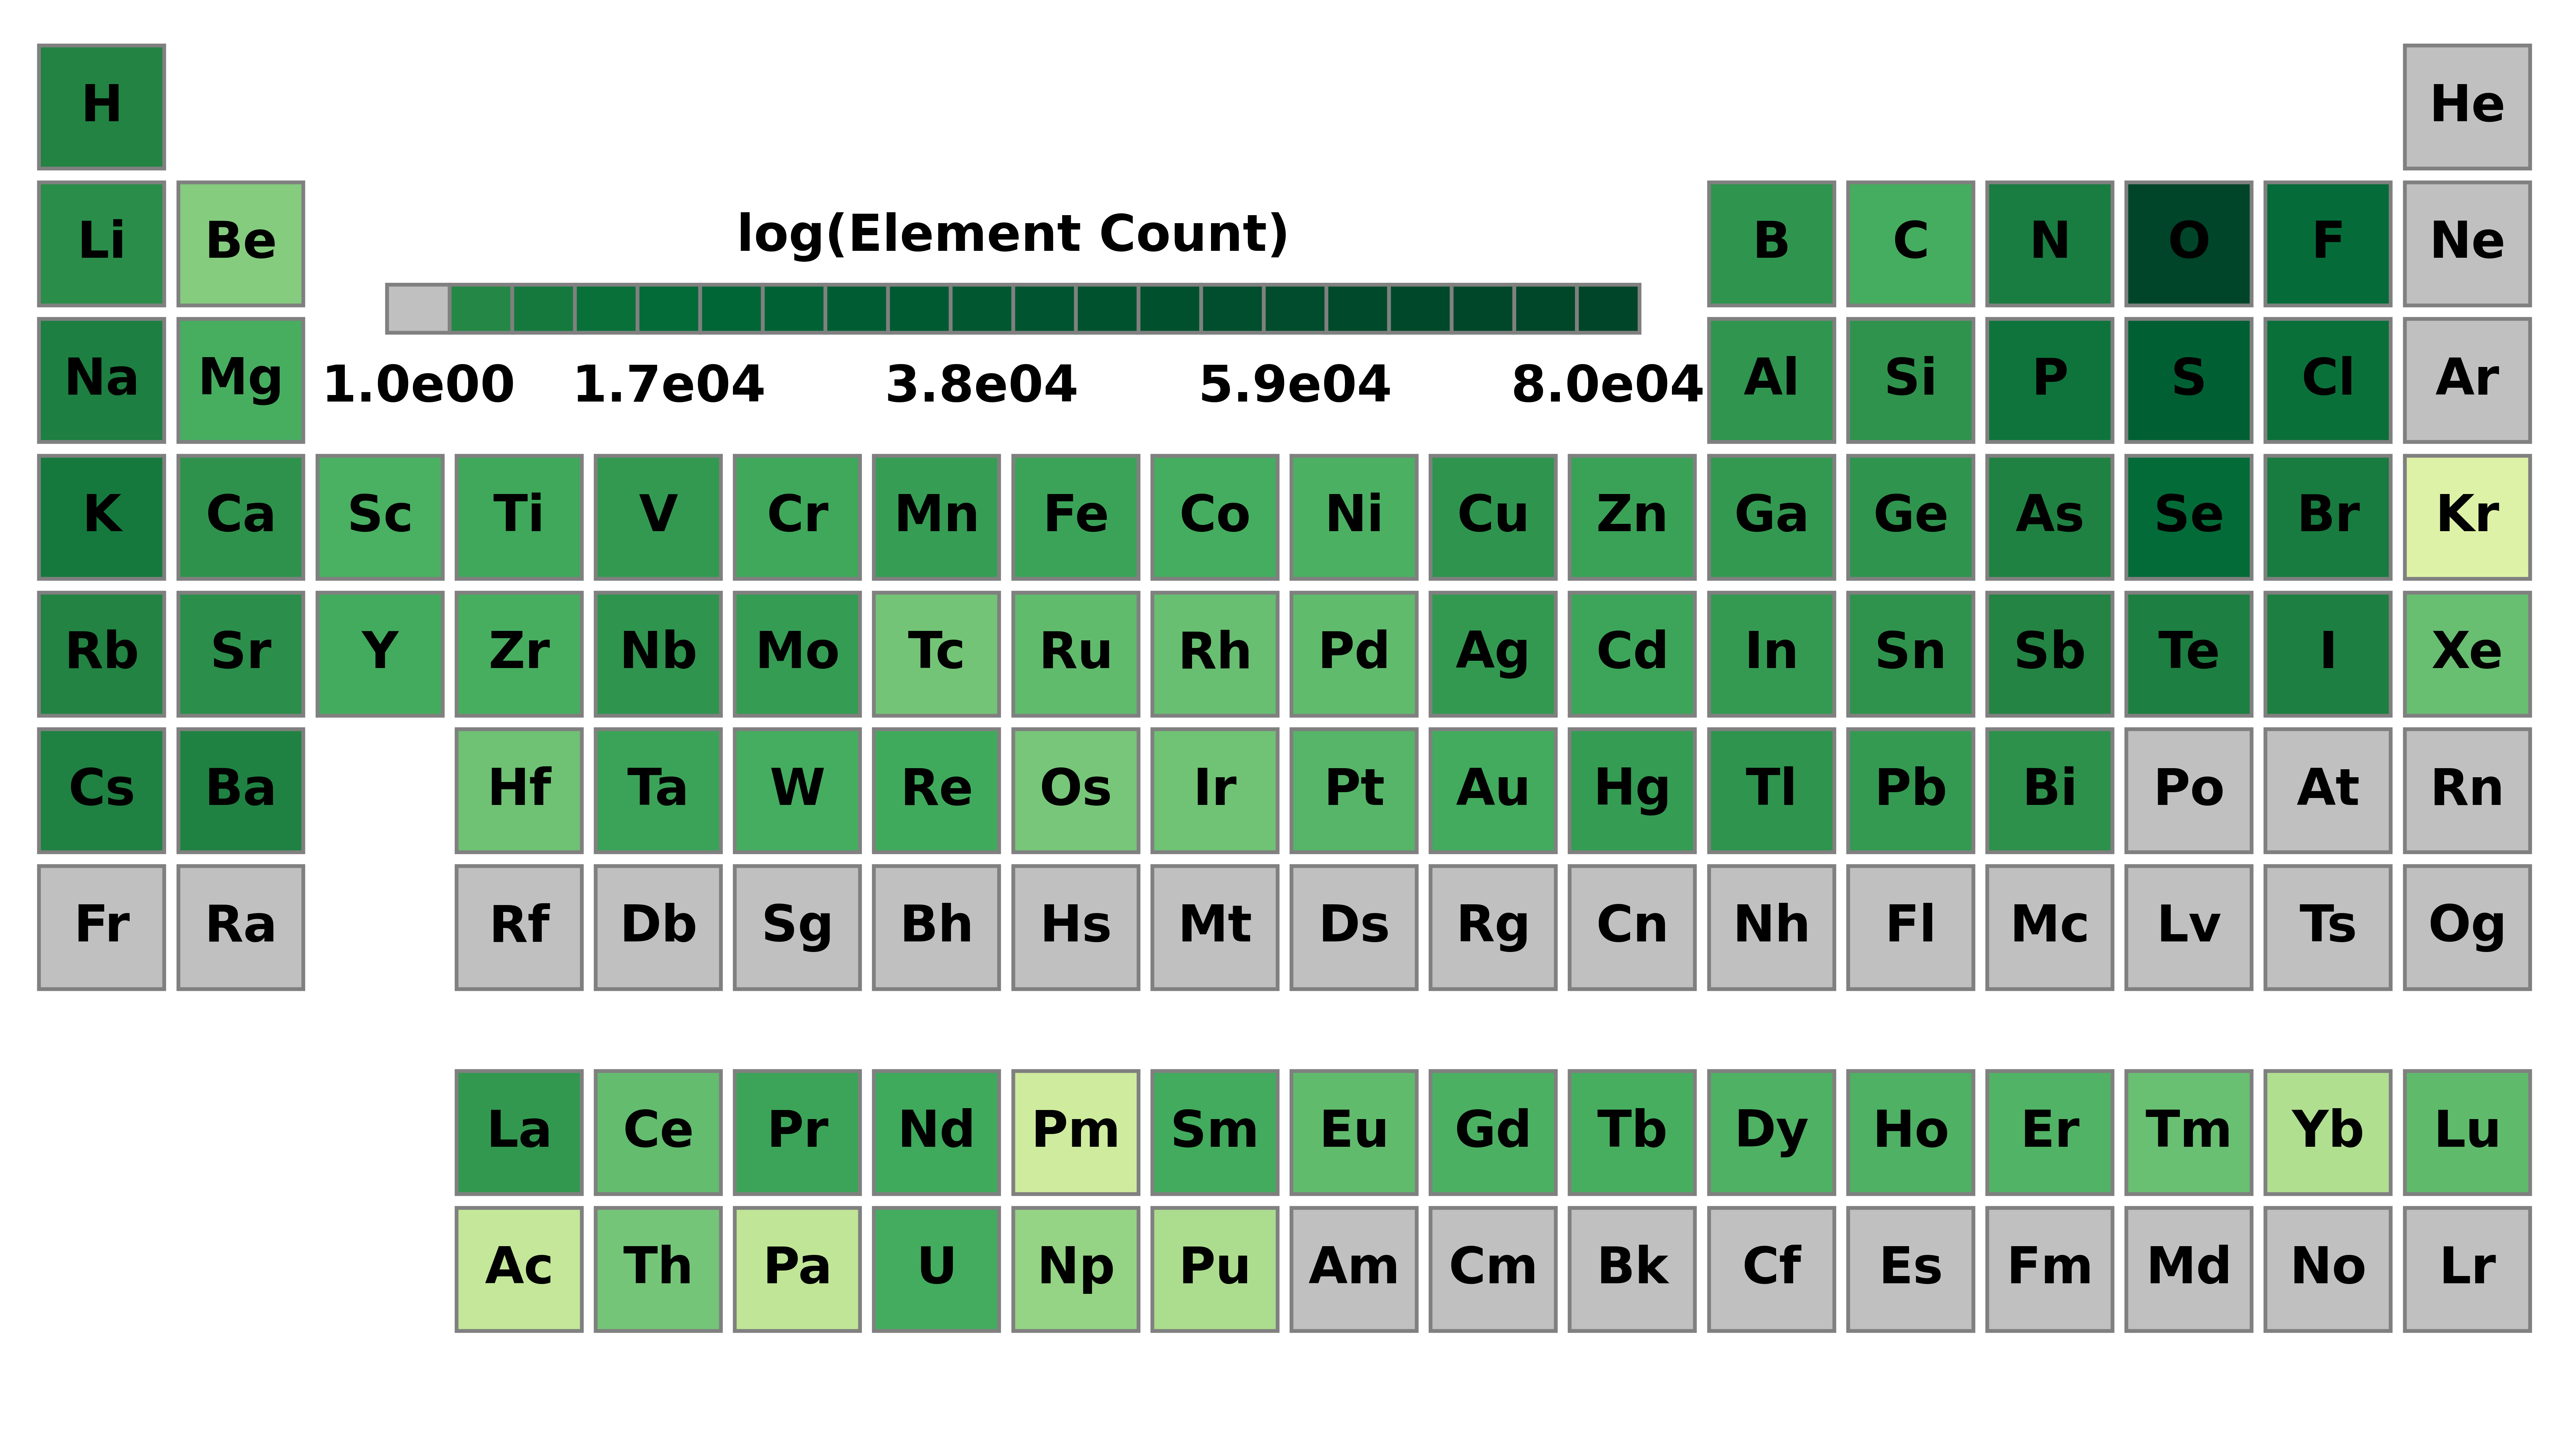 H He
Li Be B C N O F Ne
log(Element Count)
Na Mg Al Si P S Cl Ar
1.0e00 1.7e04 3.8e04 5.9e04 8.0e04
K Ca Sc Ti V Cr Mn Fe Co Ni Cu Zn Ga Ge As Se Br Kr
Rb Sr Y Zr Nb Mo Tc Ru Rh Pd Ag Cd In Sn Sb Te I Xe
Cs Ba Hf Ta W Re Os Ir Pt Au Hg Tl Pb Bi Po At Rn
Fr Ra Rf Db Sg Bh Hs Mt Ds Rg Cn Nh Fl Mc Lv Ts Og
La Ce Pr Nd Pm Sm Eu Gd Tb Dy Ho Er Tm Yb Lu
Ac Th Pa U Np Pu Am Cm Bk Cf Es Fm Md No Lr